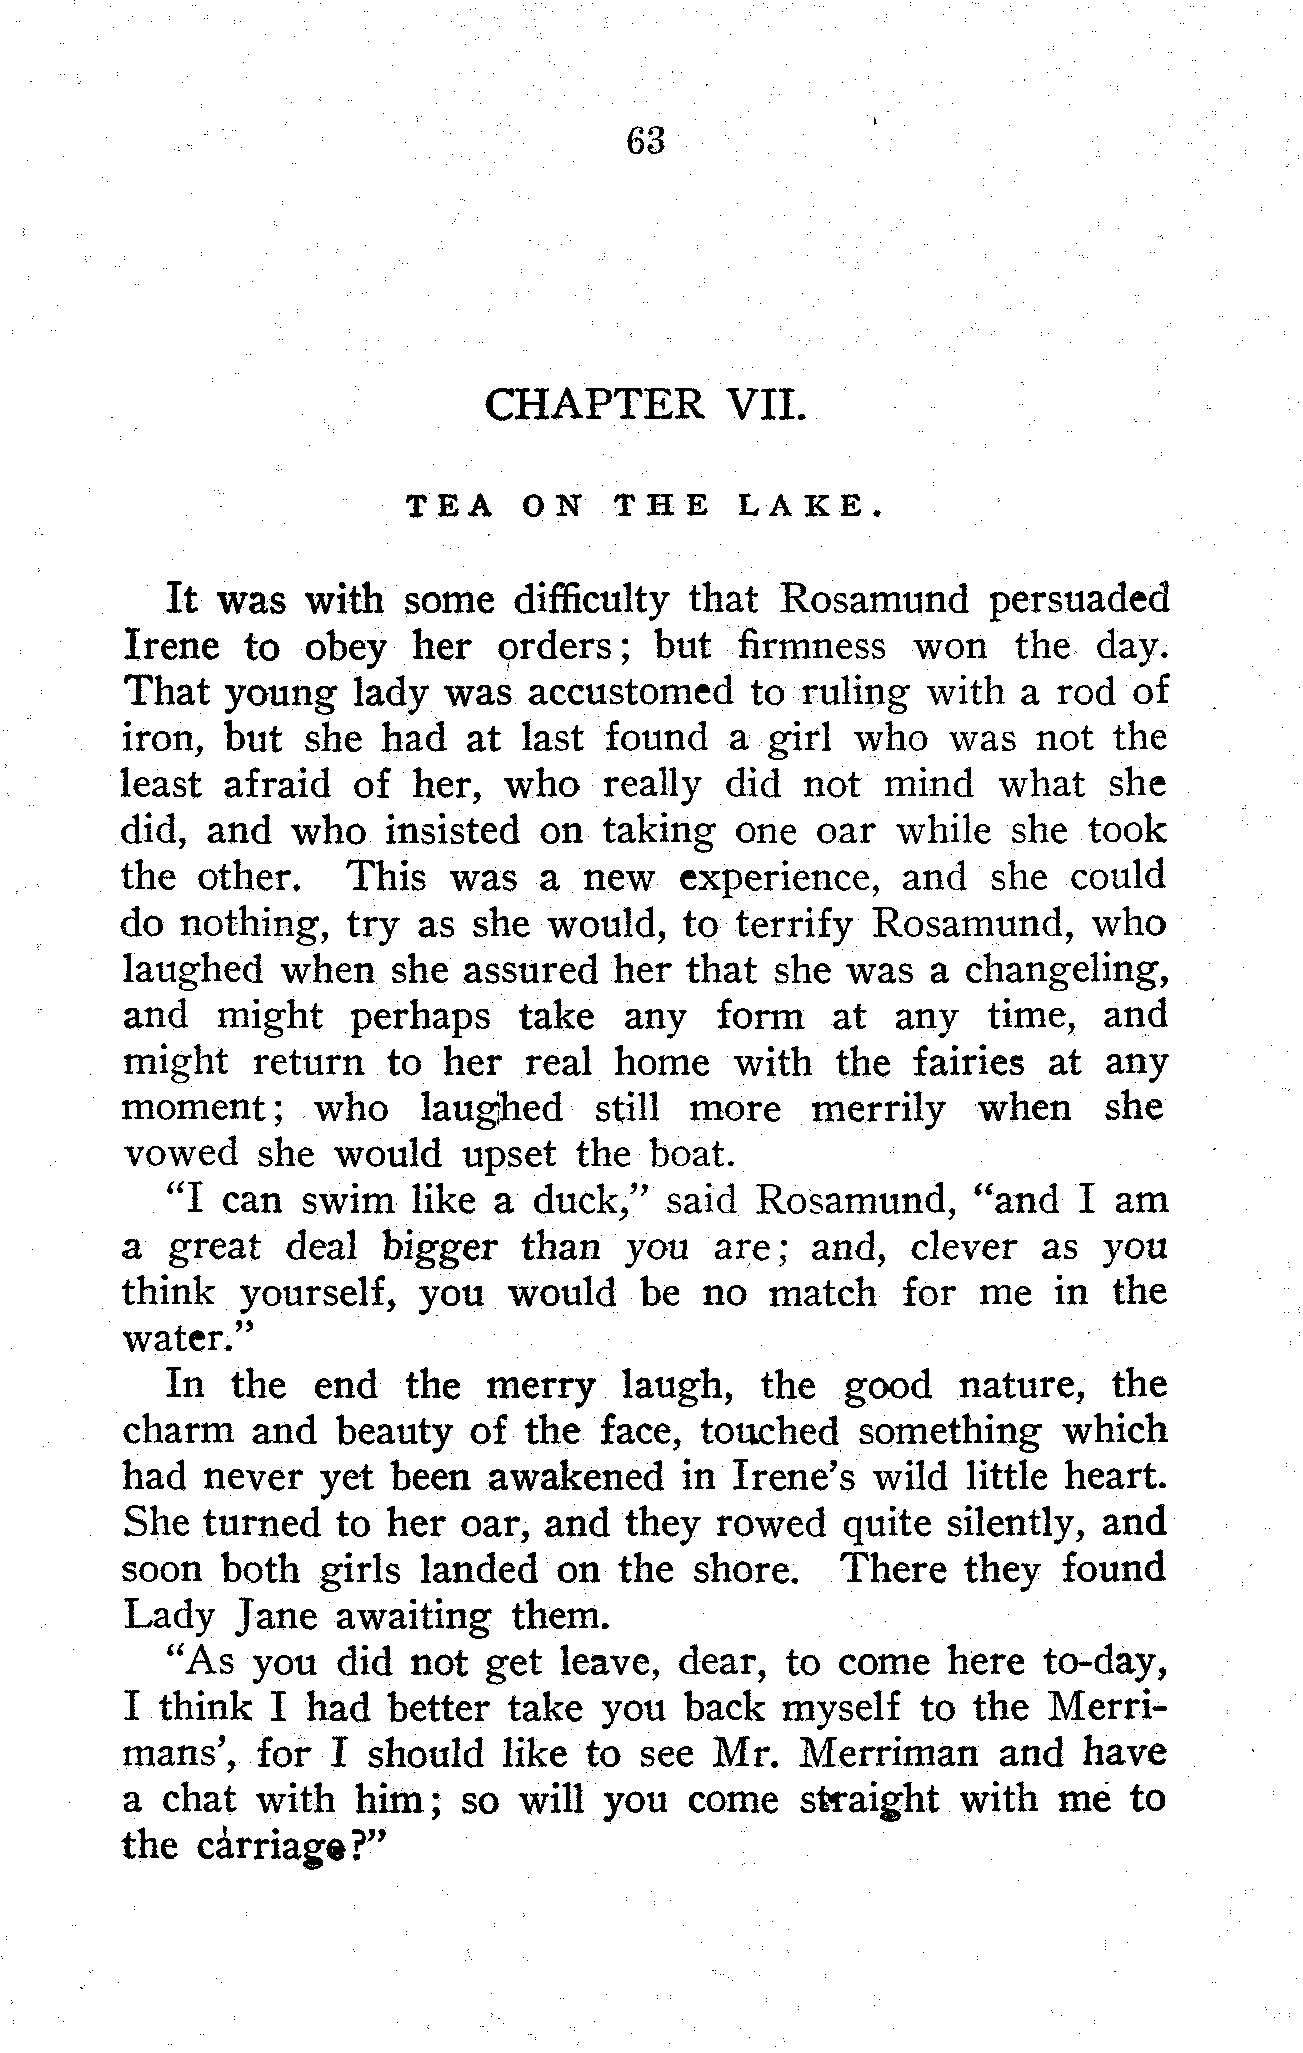 63
CHAPTER VII.
TEA ON THE LAKE.
It was with some difficulty that Rosamund persuaded
Irene to obey her orders; but firmness won the day.
That young lady was accustomed to ruling with a rod of
iron, but she had at last found a girl who was not the
least afraid of her, who really did not mind what she
did, and who insisted on taking one oar while she took
the other. This was a new experience, and she could
do nothing, try as she would, to terrify Rosamund, who
laughed when she assured her that she was a changeling,
and might perhaps take any form at any time, and
might return to her real home with the fairies at any
moment; who laughed still more merrily when she
vowed she would upset the boat.
"I can swim like a duck," said Rosamund, "and I am
a great deal bigger than you are; and, clever as you
think yourself, you would be no match for me in the
water."
In the end the merry laugh, the good nature, the
charm and beauty of the face, touched something which
had never yet been awakened in Irene's wild little heart.
She turned to her oar, and they rowed quite silently, and
soon both girls landed on the shore. There they found
Lady Jane awaiting them.
"As you did not get leave, dear, to come here to-day,
I think I had better take you back myself to the Merri-
mans', for I should like to see Mr. Merriman and have
a chat with him; so will you come straight with me to
the carriage?"